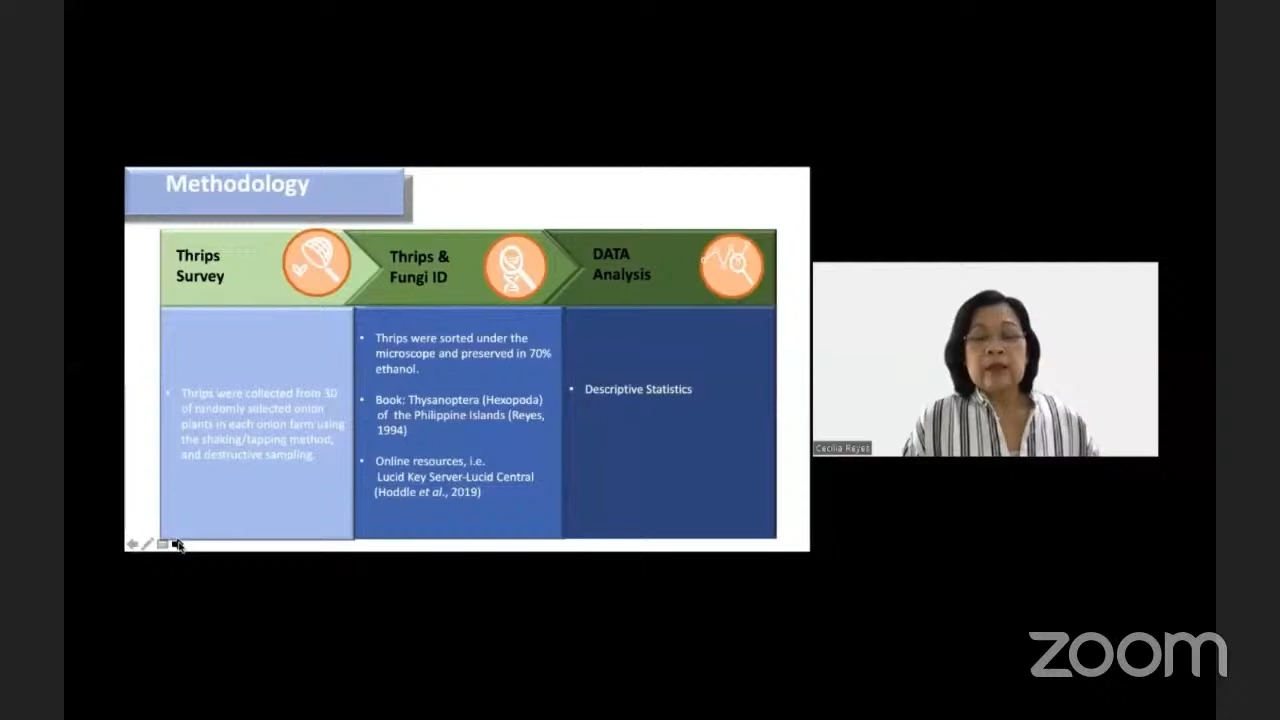 Methodology
Thrips
Survey
Thrips &
Fungi ID
DATA
Analysis
• Thrips were collected from 30
of randomly selected onion
plants in each onion farm using
the shaking/tapping method,
and destructive sampling.
• Thrips were sorted under the
microscope and preserved in 70%
ethanol.
• Book: Thysanoptera (Hexopoda)
of the Philippine Islands (Reyes,
1994)
• Online resources, i.e.
Lucid Key Server-Lucid Central
(Hoddle et al., 2019)
• Descriptive Statistics
Cecilia Reyes
zoom